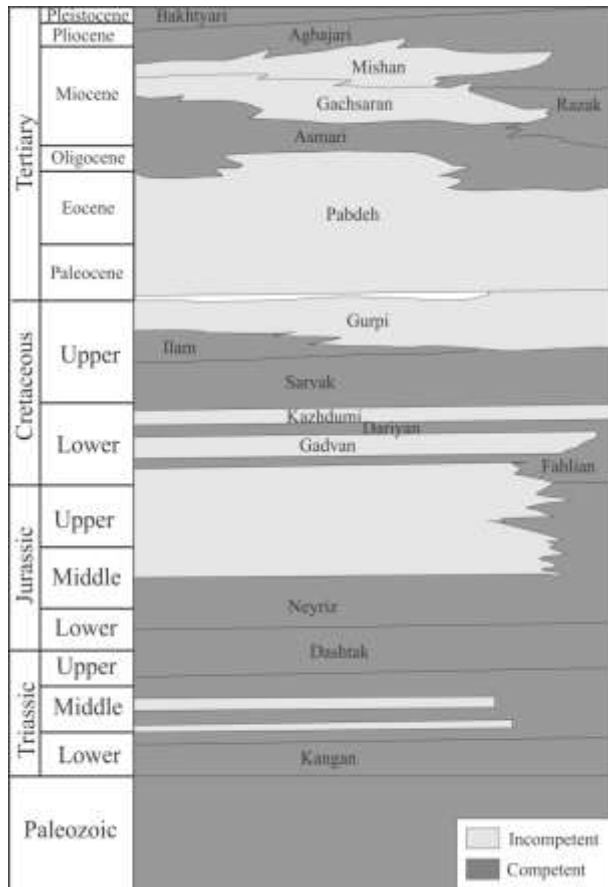 Pleistocene
Bakhtyari
Pliocene
Aghajari
Mishan
Miocene
Gachsaran
Razak
Asmari
Oligocene
Tertiary
Eocene
Pabdeh
Paleocene
Gurpi
Upper
Ilam
Sarvak
Cretaceous
Kazhdumi
Dariyan
Lower
Gadvan
Fahlian
Upper
Jurassic
Middle
Neyriz
Lower
Dashtak
Upper
Middle
Triassic
Lower
Kangan
Paleozoic
Incompetent
Competent